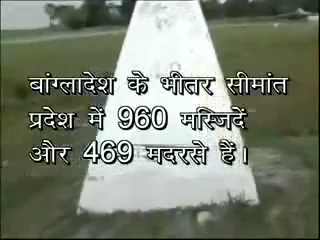 बांग्लादेश के भीतर सीमांत
प्रदेश में 960 मस्जिदें
और 469 मदरसे हैं।